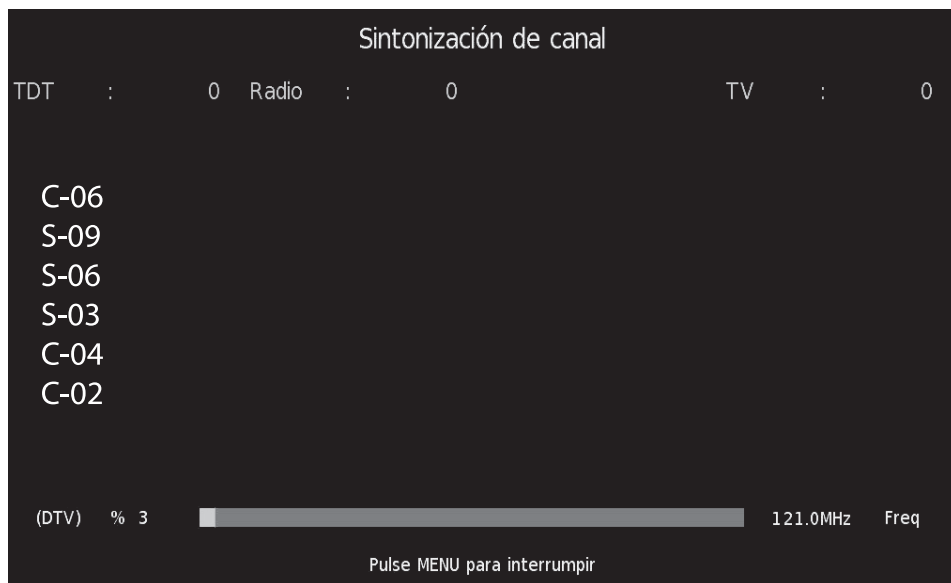 Sintonización de canal
TDT : 0 Radio : 0 TV : 0
C-06
S-09
S-06
S-03
C-04
C-02
(DTV) % 3 121.0MHz Freq
Pulse MENU para interrumpir